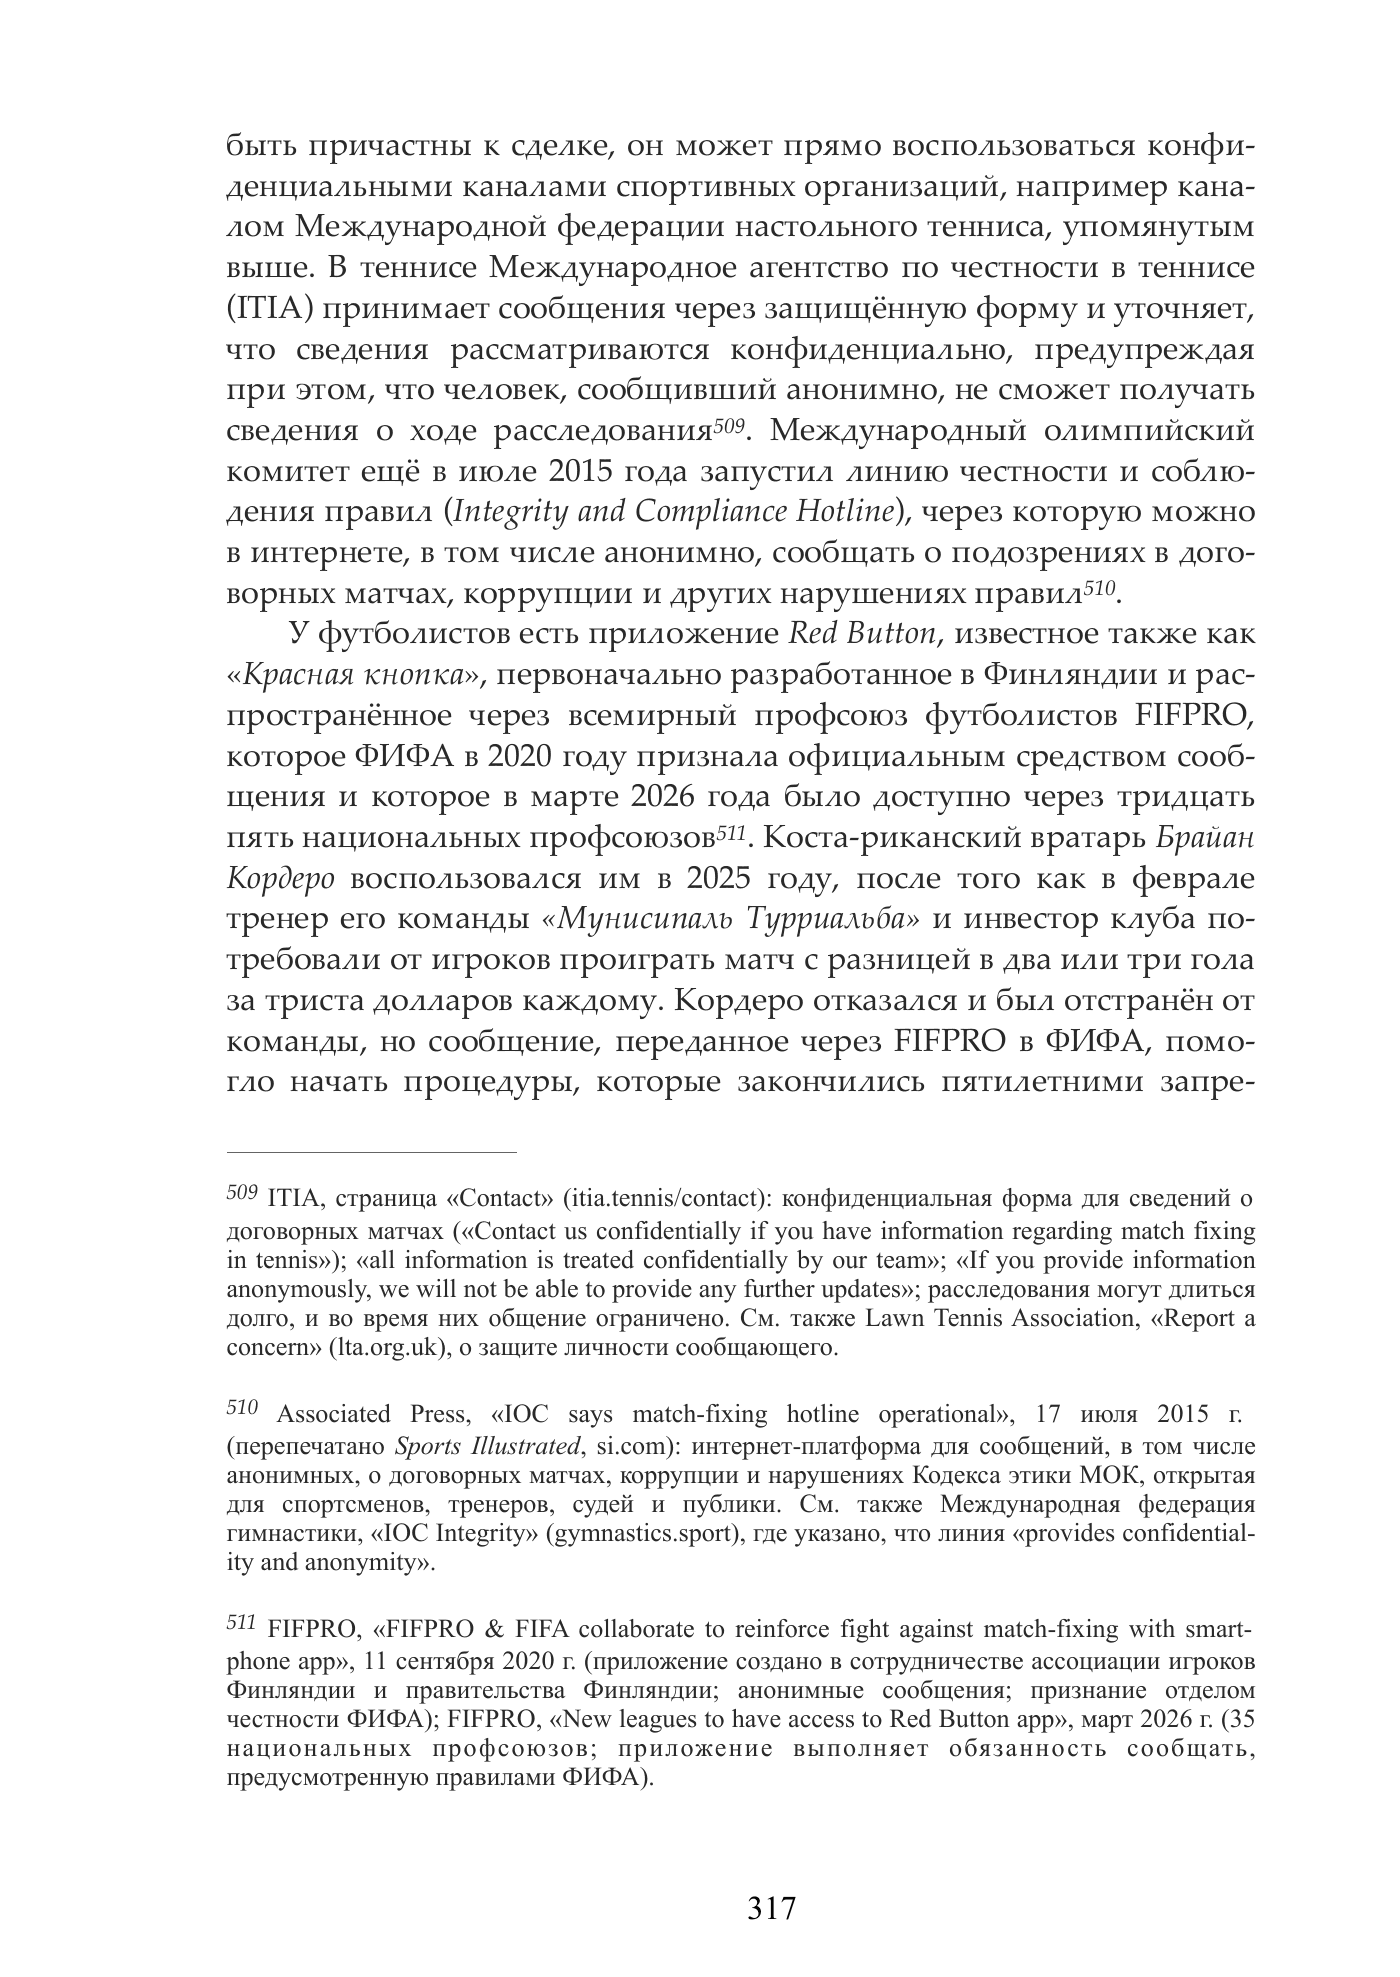 быть причастны к сделке, он может прямо воспользоваться конфи-
денциальными каналами спортивных организаций, например кана-
лом Международной федерации настольного тенниса, упомянутым
выше. В теннисе Международное агентство по честности в теннисе
(ITIA) принимает сообщения через защищённую форму и уточняет,
что сведения рассматриваются конфиденциально, предупреждая
при этом, что человек, сообщивший анонимно, не сможет получать
сведения о ходе расследования509. Международный олимпийский
комитет ещё в июле 2015 года запустил линию честности и соблю-
дения правил (Integrity and Compliance Hotline), через которую можно
в интернете, в том числе анонимно, сообщать о подозрениях в дого-
ворных матчах, коррупции и других нарушениях правил510.
У футболистов есть приложение Red Button, известное также как
«Красная кнопка», первоначально разработанное в Финляндии и рас-
пространённое через всемирный профсоюз футболистов FIFPRO,
которое ФИФА в 2020 году признала официальным средством сооб-
щения и которое в марте 2026 года было доступно через тридцать
пять национальных профсоюзов511. Коста-риканский вратарь Брайан
Кордеро воспользовался им в 2025 году, после того как в феврале
тренер его команды «Мунисипаль Турриальба» и инвестор клуба по-
требовали от игроков проиграть матч с разницей в два или три гола
за триста долларов каждому. Кордеро отказался и был отстранён от
команды, но сообщение, переданное через FIFPRO в ФИФА, помо-
гло начать процедуры, которые закончились пятилетними запре-
509 ITIA, страница «Contact» (itia.tennis/contact): конфиденциальная форма для сведений о
договорных матчах («Contact us confidentially if you have information regarding match fixing
in tennis»); «all information is treated confidentially by our team»; «If you provide information
anonymously, we will not be able to provide any further updates»; расследования могут длиться
долго, и во время них общение ограничено. См. также Lawn Tennis Association, «Report a
concern» (lta.org.uk), о защите личности сообщающего.
510 Associated Press, «IOC says match-fixing hotline operational», 17 июля 2015 г.
(перепечатано Sports Illustrated, si.com): интернет-платформа для сообщений, в том числе
анонимных, о договорных матчах, коррупции и нарушениях Кодекса этики МОК, открытая
для спортсменов, тренеров, судей и публики. См. также Международная федерация
гимнастики, «IOC Integrity» (gymnastics.sport), где указано, что линия «provides confidential-
ity and anonymity».
511 FIFPRO, «FIFPRO & FIFA collaborate to reinforce fight against match-fixing with smart-
phone app», 11 сентября 2020 г. (приложение создано в сотрудничестве ассоциации игроков
Финляндии и правительства Финляндии; анонимные сообщения; признание отделом
честности ФИФА); FIFPRO, «New leagues to have access to Red Button app», март 2026 г. (35
национальных профсоюзов; приложение выполняет обязанность сообщать,
предусмотренную правилами ФИФА).
317